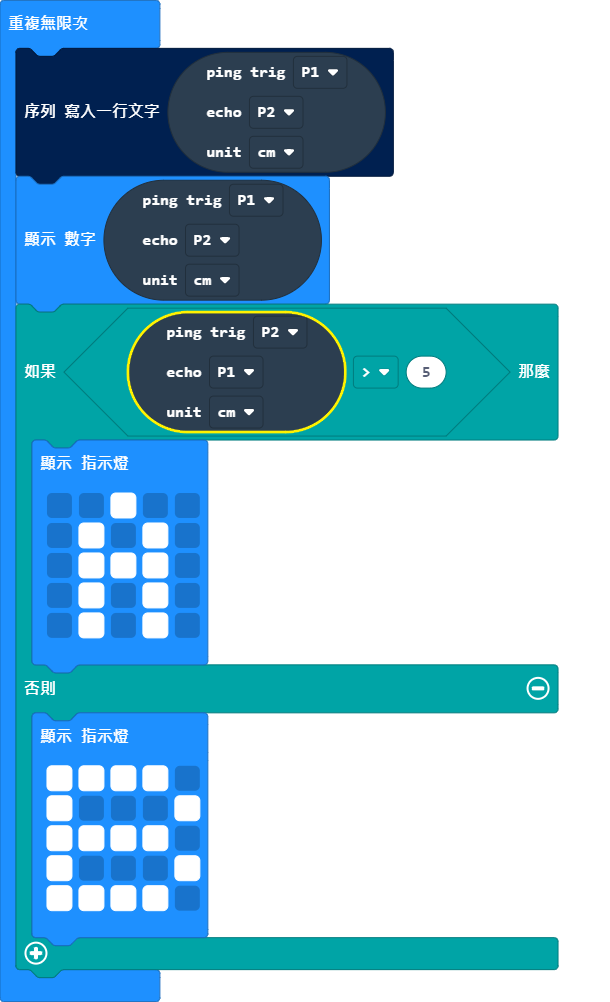 重複無限次
序列 寫入一行文字
ping trig P1
echo P2
unit cm
顯示 數字
ping trig P1
echo P2
unit cm
如果
ping trig P2
echo P1
unit cm
> 5 那麼
顯示 指示燈
否則
顯示 指示燈